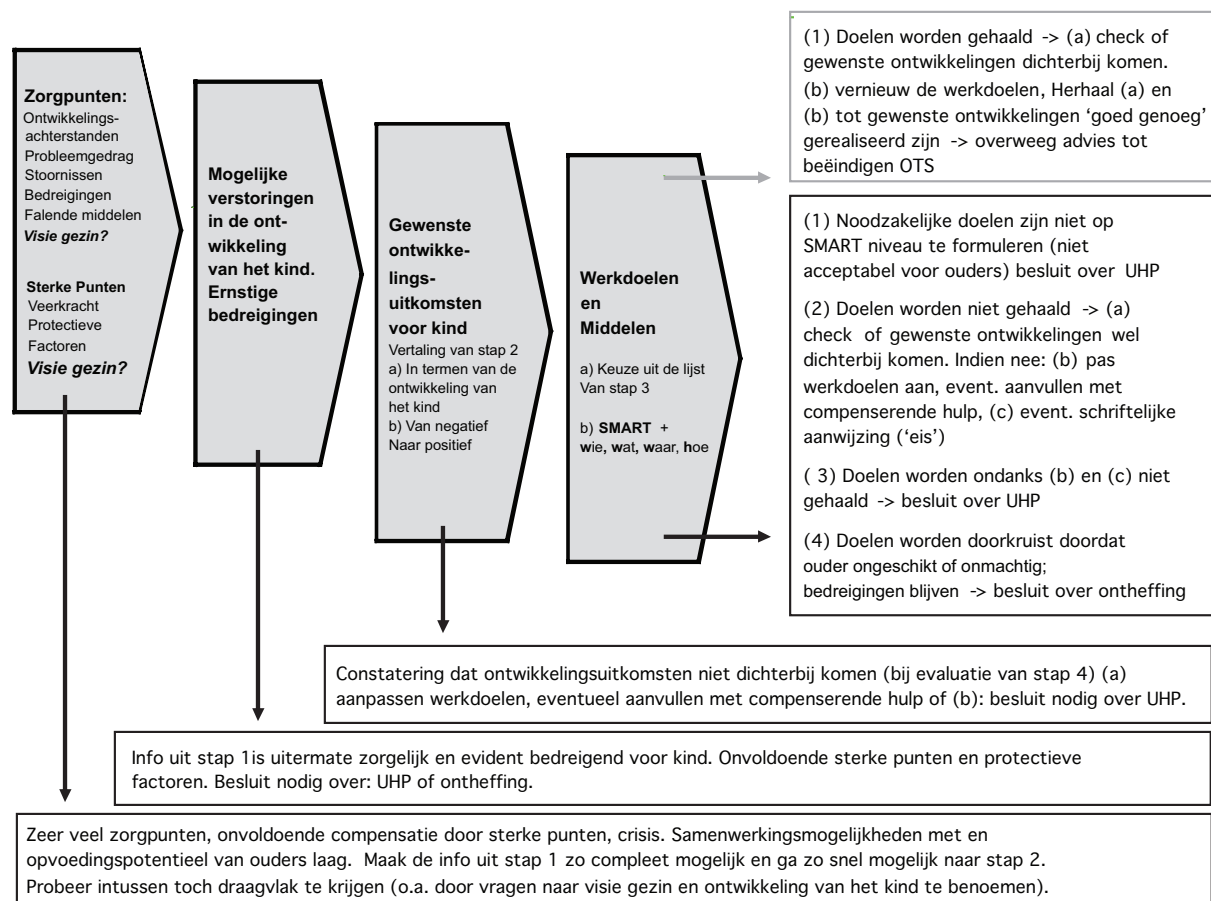 Zorgpunten:
Ontwikkelings-
achterstanden
Probleemgedrag
Stoornissen
Bedreigingen
Falende middelen
Visie gezin?
Sterke Punten
Veerkracht
Protectieve
Factoren
Visie gezin?
Mogelijke
verstoringen
in de ont-
wikkeling
van het kind.
Ernstige
bedreigingen
Gewenste
ontwikke-
lings-
uitkomsten
voor kind
Vertaling van stap 2
a) In termen van de
ontwikkeling van
het kind
b) Van negatief
Naar positief
Werkdoelen
en
Middelen
a) Keuze uit de lijst
Van stap 3
b) SMART +
wie, wat, waar, hoe
(1) Doelen worden gehaald -> (a) check of
gewenste ontwikkelingen dichterbij komen.
(b) vernieuw de werkdoelen, Herhaal (a) en
(b) tot gewenste ontwikkelingen ‘goed genoeg’
gerealiseerd zijn -> overweeg advies tot
beëindigen OTS
(1) Noodzakelijke doelen zijn niet op
SMART niveau te formuleren (niet
acceptabel voor ouders) besluit over UHP
(2) Doelen worden niet gehaald -> (a)
check of gewenste ontwikkelingen wel
dichterbij komen. Indien nee: (b) pas
werkdoelen aan, event. aanvullen met
compenserende hulp, (c) event. schriftelijke
aanwijzing (‘eis’)
( 3) Doelen worden ondanks (b) en (c) niet
gehaald -> besluit over UHP
(4) Doelen worden doorkruist doordat
ouder ongeschikt of onmachtig;
bedreigingen blijven -> besluit over ontheffing
Constatering dat ontwikkelingsuitkomsten niet dichterbij komen (bij evaluatie van stap 4) (a)
aanpassen werkdoelen, eventueel aanvullen met compenserende hulp of (b): besluit nodig over UHP.
Info uit stap 1is uitermate zorgelijk en evident bedreigend voor kind. Onvoldoende sterke punten en protectieve
factoren. Besluit nodig over: UHP of ontheffing.
Zeer veel zorgpunten, onvoldoende compensatie door sterke punten, crisis. Samenwerkingsmogelijkheden met en
opvoedingspotentieel van ouders laag. Maak de info uit stap 1 zo compleet mogelijk en ga zo snel mogelijk naar stap 2.
Probeer intussen toch draagvlak te krijgen (o.a. door vragen naar visie gezin en ontwikkeling van het kind te benoemen).